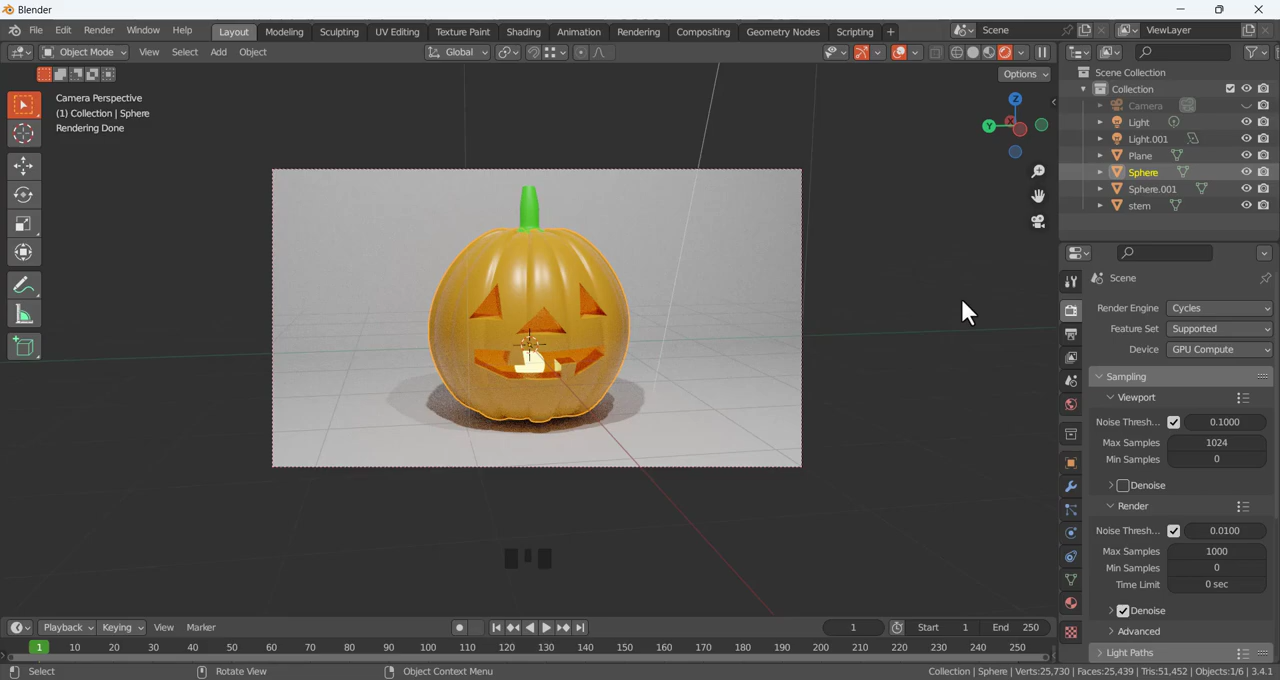 Blender
File Edit Render Window Help Layout Modeling Sculpting UV Editing Texture Paint Shading Animation Rendering Compositing Geometry Nodes Scripting + Scene ViewLayer
Object Mode View Select Add Object Global
Options
Camera Perspective
(1) Collection | Sphere
Rendering Done
Z
Y
X
Scene Collection
Collection
Camera
Light
Light.001
Plane
Sphere
Sphere.001
stem
Scene
Render Engine Cycles
Feature Set Supported
Device GPU Compute
Sampling
Viewport
Noise Thresh... 0.1000
Max Samples 1024
Min Samples 0
Denoise
Render
Noise Thresh... 0.0100
Max Samples 1000
Min Samples 0
Time Limit 0 sec
Denoise
Advanced
Light Paths
Playback Keying View Marker 1 Start 1 End 250
1 10 20 30 40 50 60 70 80 90 100 110 120 130 140 150 160 170 180 190 200 210 220 230 240 250
Select Rotate View Object Context Menu Collection | Sphere | Verts:25,730 | Faces:25,439 | Tris:51,452 | Objects:1/6 | 3.4.1